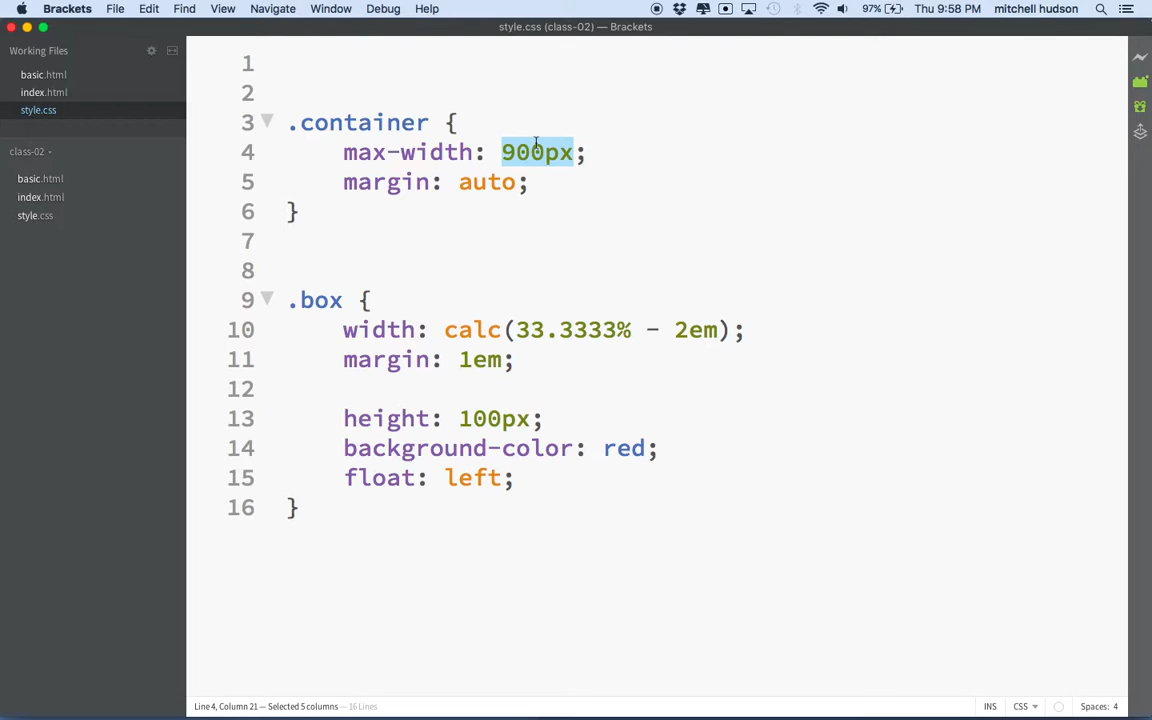 Brackets File Edit View Navigate Window Debug Help 97% Thu 9:58 PM mitchell hudson
style.css (class-02) — Brackets
Working Files
basic.html
index.html
style.css
class-02
basic.html
index.html
style.css
1
2
3 .container {
4 max-width: 900px;
5 margin: auto;
6 }
7
8
9 .box {
10 width: calc(33.3333% - 2em);
11 margin: 1em;
12
13 height: 100px;
14 background-color: red;
15 float: left;
16 }
Line 4, Column 21 — Selected 5 columns — 16 Lines INS CSS Spaces: 4